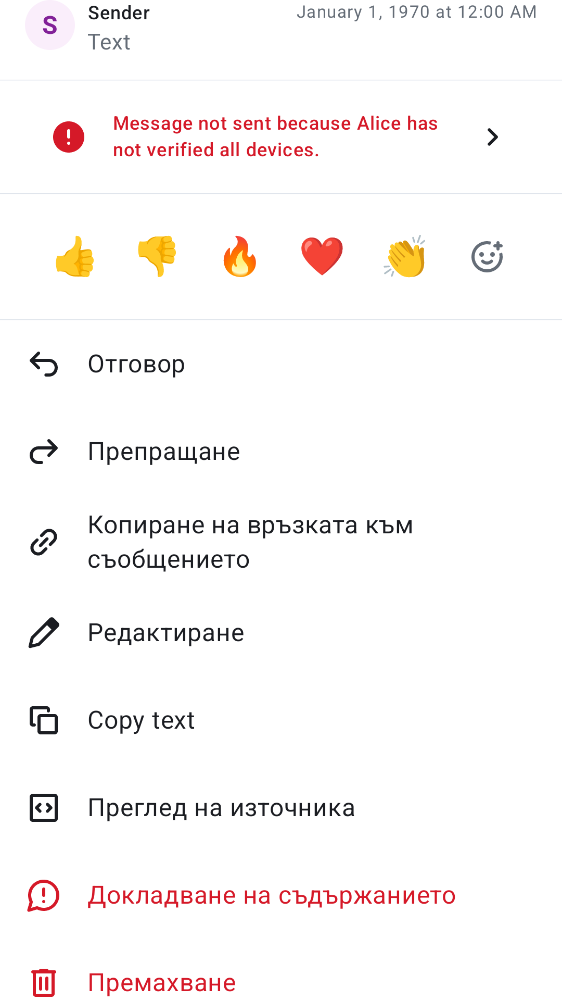 S
Sender
January 1, 1970 at 12:00 AM
Text
Message not sent because Alice has
not verified all devices.
Отговор
Препращане
Копиране на връзката към
съобщението
Редактиране
Copy text
Преглед на източника
Докладване на съдържанието
Премахване